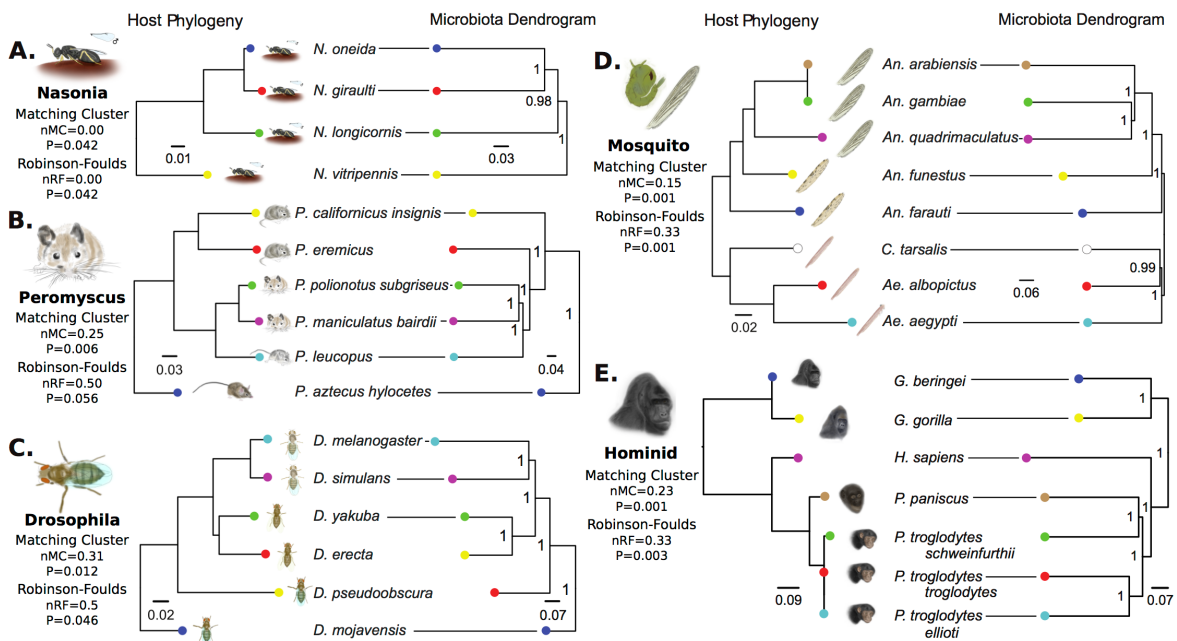 Host Phylogeny
Microbiota Dendrogram
A.
♂
Nasonia
Matching Cluster
nMC=0.00
P=0.042
Robinson-Foulds
nRF=0.00
P=0.042
N. oneida
N. giraulti
N. longicornis
N. vitripennis
0.01
1
0.98
1
0.03
B.
Peromyscus
Matching Cluster
nMC=0.25
P=0.006
Robinson-Foulds
nRF=0.50
P=0.056
P. californicus insignis
P. eremicus
P. polionotus subgriseus
P. maniculatus bairdii
P. leucopus
P. aztecus hylocetes
0.03
1
1
1
1
1
0.04
C.
Drosophila
Matching Cluster
nMC=0.31
P=0.012
Robinson-Foulds
nRF=0.5
P=0.046
D. melanogaster
D. simulans
D. yakuba
D. erecta
D. pseudoobscura
D. mojavensis
0.02
1
1
1
1
0.07
Host Phylogeny
Microbiota Dendrogram
D.
Mosquito
Matching Cluster
nMC=0.15
P=0.001
Robinson-Foulds
nRF=0.33
P=0.001
An. arabiensis
An. gambiae
An. quadrimaculatus
An. funestus
An. farauti
C. tarsalis
Ae. albopictus
Ae. aegypti
0.02
1
1
1
1
0.99
1
0.06
E.
Hominid
Matching Cluster
nMC=0.23
P=0.001
Robinson-Foulds
nRF=0.33
P=0.003
G. beringei
G. gorilla
H. sapiens
P. paniscus
P. troglodytes
schweinfurthii
P. troglodytes
troglodytes
P. troglodytes
ellioti
0.09
1
1
1
1
1
0.07